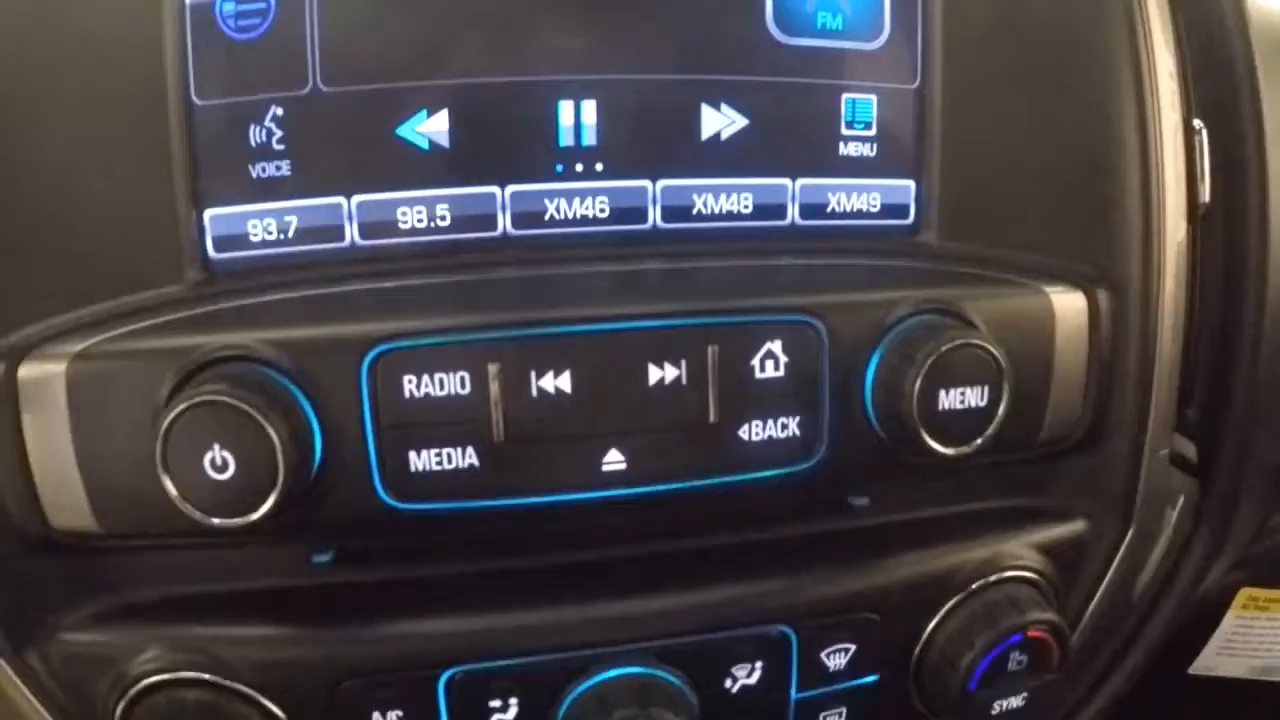 FM
VOICE
MENU
93.7
98.5
XM46
XM48
XM49
RADIO
MEDIA
BACK
MENU
A/C
SYNC